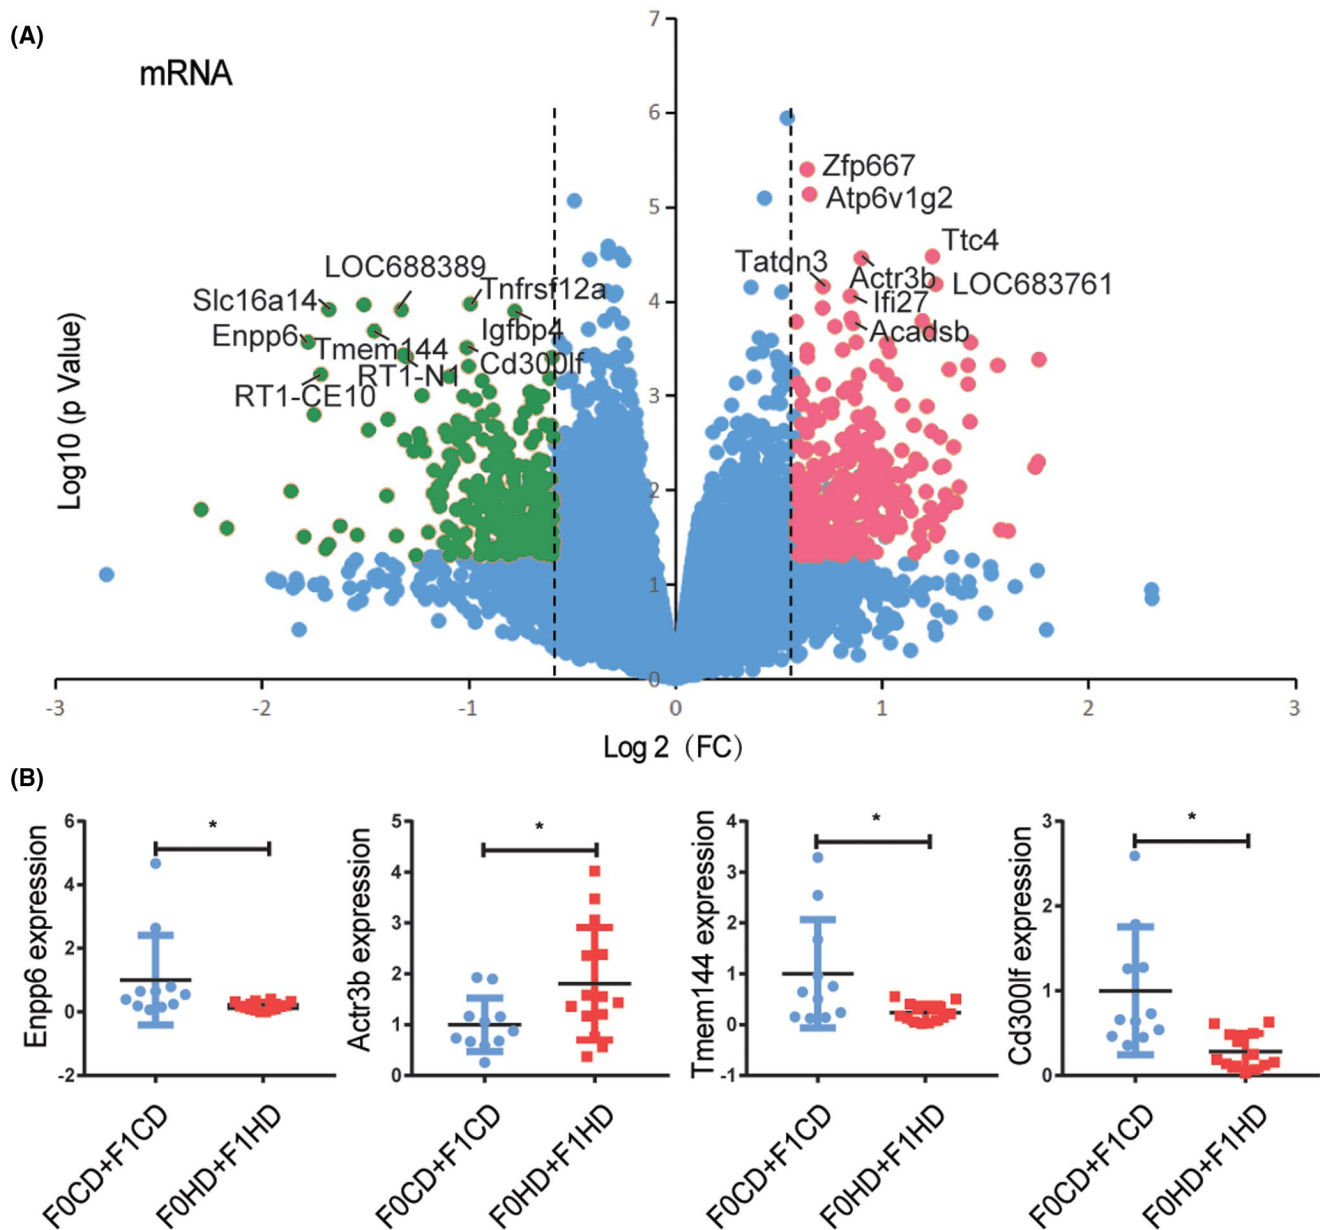 (A)
mRNA
Log10 (p Value)
7
6
5
4
3
2
1
0
Zfp667
Atp6v1g2
Ttc4
Tatdn3
Actr3b
LOC683761
Ifi27
Acadsb
LOC688389
Slc16a14
Tnfrsf12a
Enpp6
Tmem144
Igfbp4
RT1-N1
Cd300lf
RT1-CE10
-3 -2 -1 0 1 2 3
Log 2 (FC)
(B)
Enpp6 expression
6
4
2
0
-2
*
F0CD+F1CD
F0HD+F1HD
Actr3b expression
5
4
3
2
1
0
*
F0CD+F1CD
F0HD+F1HD
Tmem144 expression
4
3
2
1
0
-1
*
F0CD+F1CD
F0HD+F1HD
Cd300lf expression
3
2
1
0
*
F0CD+F1CD
F0HD+F1HD